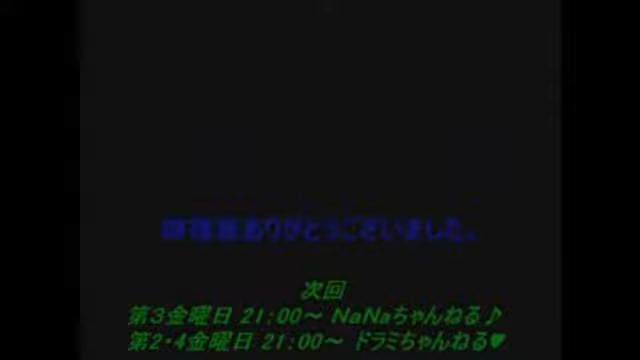 御視聴ありがとうございました。
次回
第3金曜日 21:00～ NaNaちゃんねる♪
第2・4金曜日 21:00～ ドラミちゃんねる♥